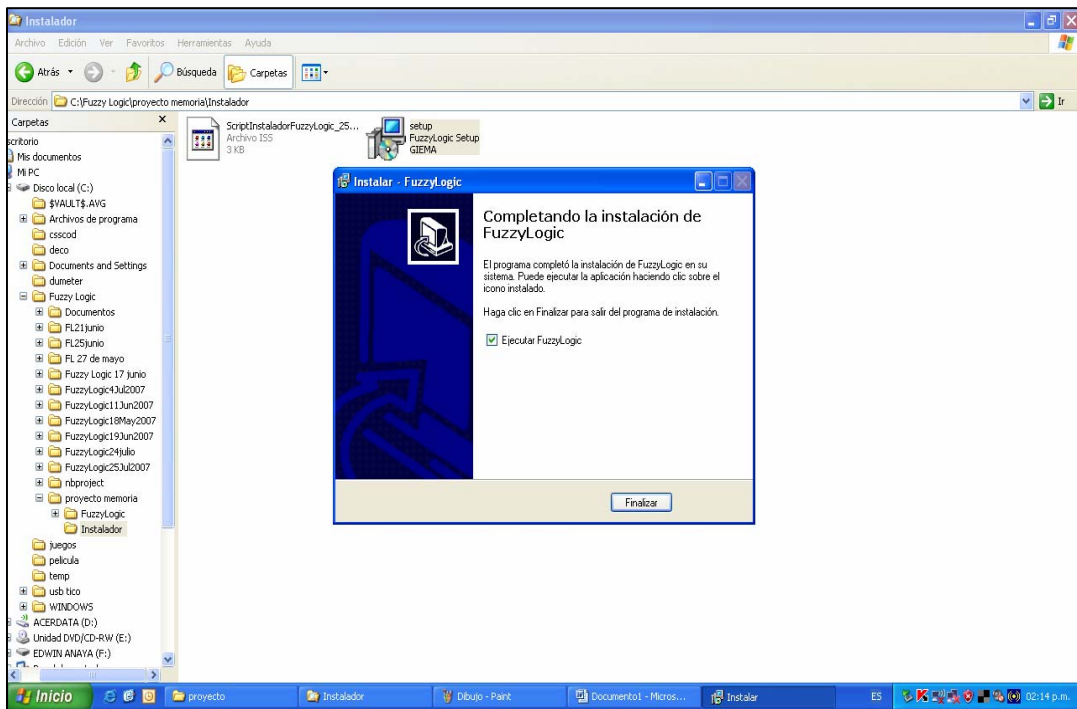 Instalador
Archivo Edición Ver Favoritos Herramientas Ayuda
Atrás Búsqueda Carpetas
Dirección C:\Fuzzy Logic\proyecto memoria\Instalador Ir
Carpetas
scritorio
Mis documentos
Mi PC
Disco local (C:)
$VAULT$.AVG
Archivos de programa
csscod
deco
Documents and Settings
dumeter
Fuzzy Logic
Documentos
FL21junio
FL25junio
FL 27 de mayo
Fuzzy Logic 17 junio
FuzzyLogic4Jul2007
FuzzyLogic11Jun2007
FuzzyLogic18May2007
FuzzyLogic19Jun2007
FuzzyLogic24julio
FuzzyLogic25Jul2007
nbproject
proyecto memoria
FuzzyLogic
Instalador
juegos
pelicula
temp
usb tico
WINDOWS
ACERDATA (D:)
Unidad DVD/CD-RW (E:)
EDWIN ANAYA (F:)
ScriptInstaladorFuzzyLogic_25...
Archivo ISS
3 KB
setup
FuzzyLogic Setup
GIEMA
Instalar - FuzzyLogic
Completando la instalación de
FuzzyLogic
El programa completó la instalación de FuzzyLogic en su
sistema. Puede ejecutar la aplicación haciendo clic sobre el
icono instalado.
Haga clic en Finalizar para salir del programa de instalación.
Ejecutar FuzzyLogic
Finalizar
Inicio proyecto Instalador Dibujo - Paint Documento1 - Micros... Instalar ES 02:14 p.m.